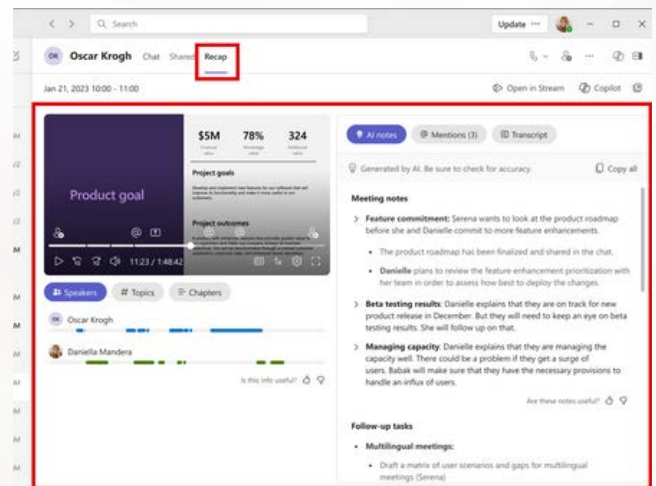 Search
Update
OK Oscar Krogh Chat Shared Recap
Jan 21, 2023 10:00 - 11:00
Open in Stream
Copilot
Product goal
$5M 78% 324
Project goals
Project outcomes
11:23 / 1:48:42
1x
Speakers
# Topics
Chapters
OK Oscar Krogh
Daniella Mandera
Is this info useful?
AI notes
Mentions (3)
Transcript
Generated by AI. Be sure to check for accuracy.
Copy all
Meeting notes
Feature commitment: Serena wants to look at the product roadmap
before she and Danielle commit to more feature enhancements.
The product roadmap has been finalized and shared in the chat.
Danielle plans to review the feature enhancement prioritization with
her team in order to assess how best to deploy the changes.
Beta testing results: Danielle explains that they are on track for new
product release in December. But they will need to keep an eye on beta
testing results. She will follow up on that.
Managing capacity: Danielle explains that they are managing the
capacity well. There could be a problem if they get a surge of
users. Babak will make sure that they have the necessary provisions to
handle an influx of users.
Are these notes useful?
Follow-up tasks
Multilingual meetings:
Draft a matrix of user scenarios and gaps for multilingual
meetings (Serena)